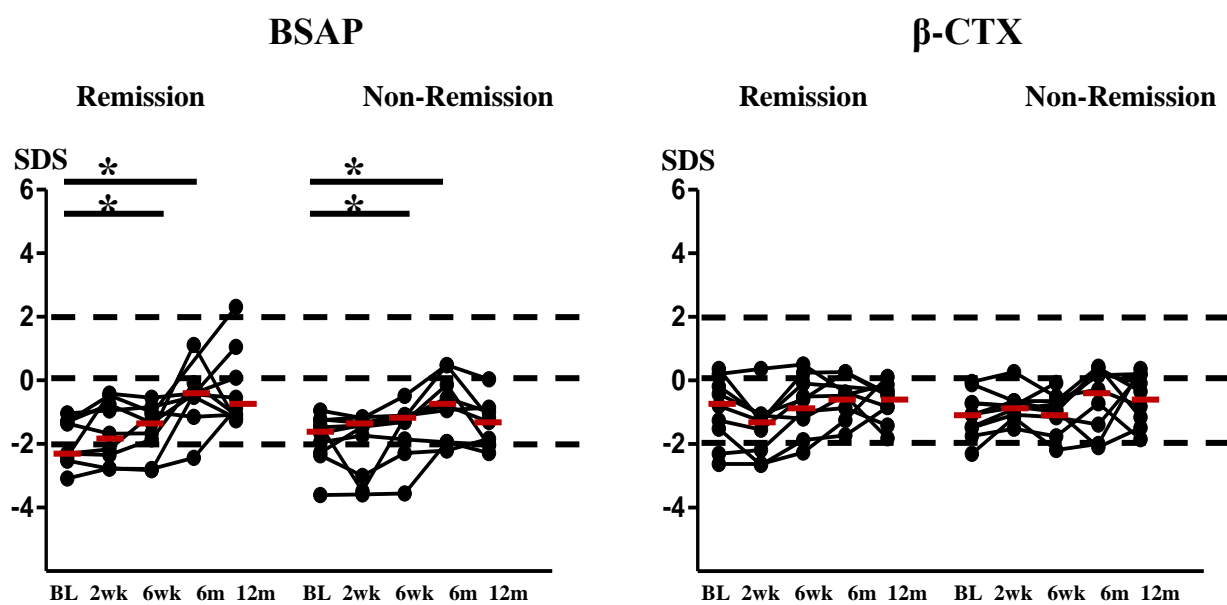 BSAP
β-CTX
Remission
Non-Remission
Remission
Non-Remission
SDS
* *
* *
6
4
2
0
-2
-4
BL 2wk 6wk 6m 12m
BL 2wk 6wk 6m 12m
SDS
6
4
2
0
-2
-4
BL 2wk 6wk 6m 12m
BL 2wk 6wk 6m 12m